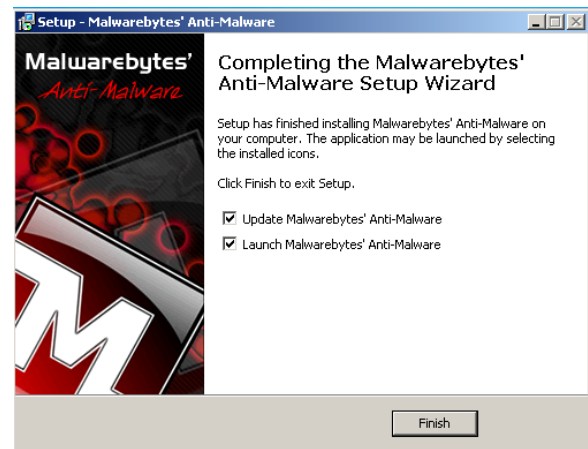 Setup - Malwarebytes' Anti-Malware
Malwarebytes'
Anti-Malware
Completing the Malwarebytes'
Anti-Malware Setup Wizard
Setup has finished installing Malwarebytes' Anti-Malware on
your computer. The application may be launched by selecting
the installed icons.
Click Finish to exit Setup.
Update Malwarebytes' Anti-Malware
Launch Malwarebytes' Anti-Malware
M
Finish